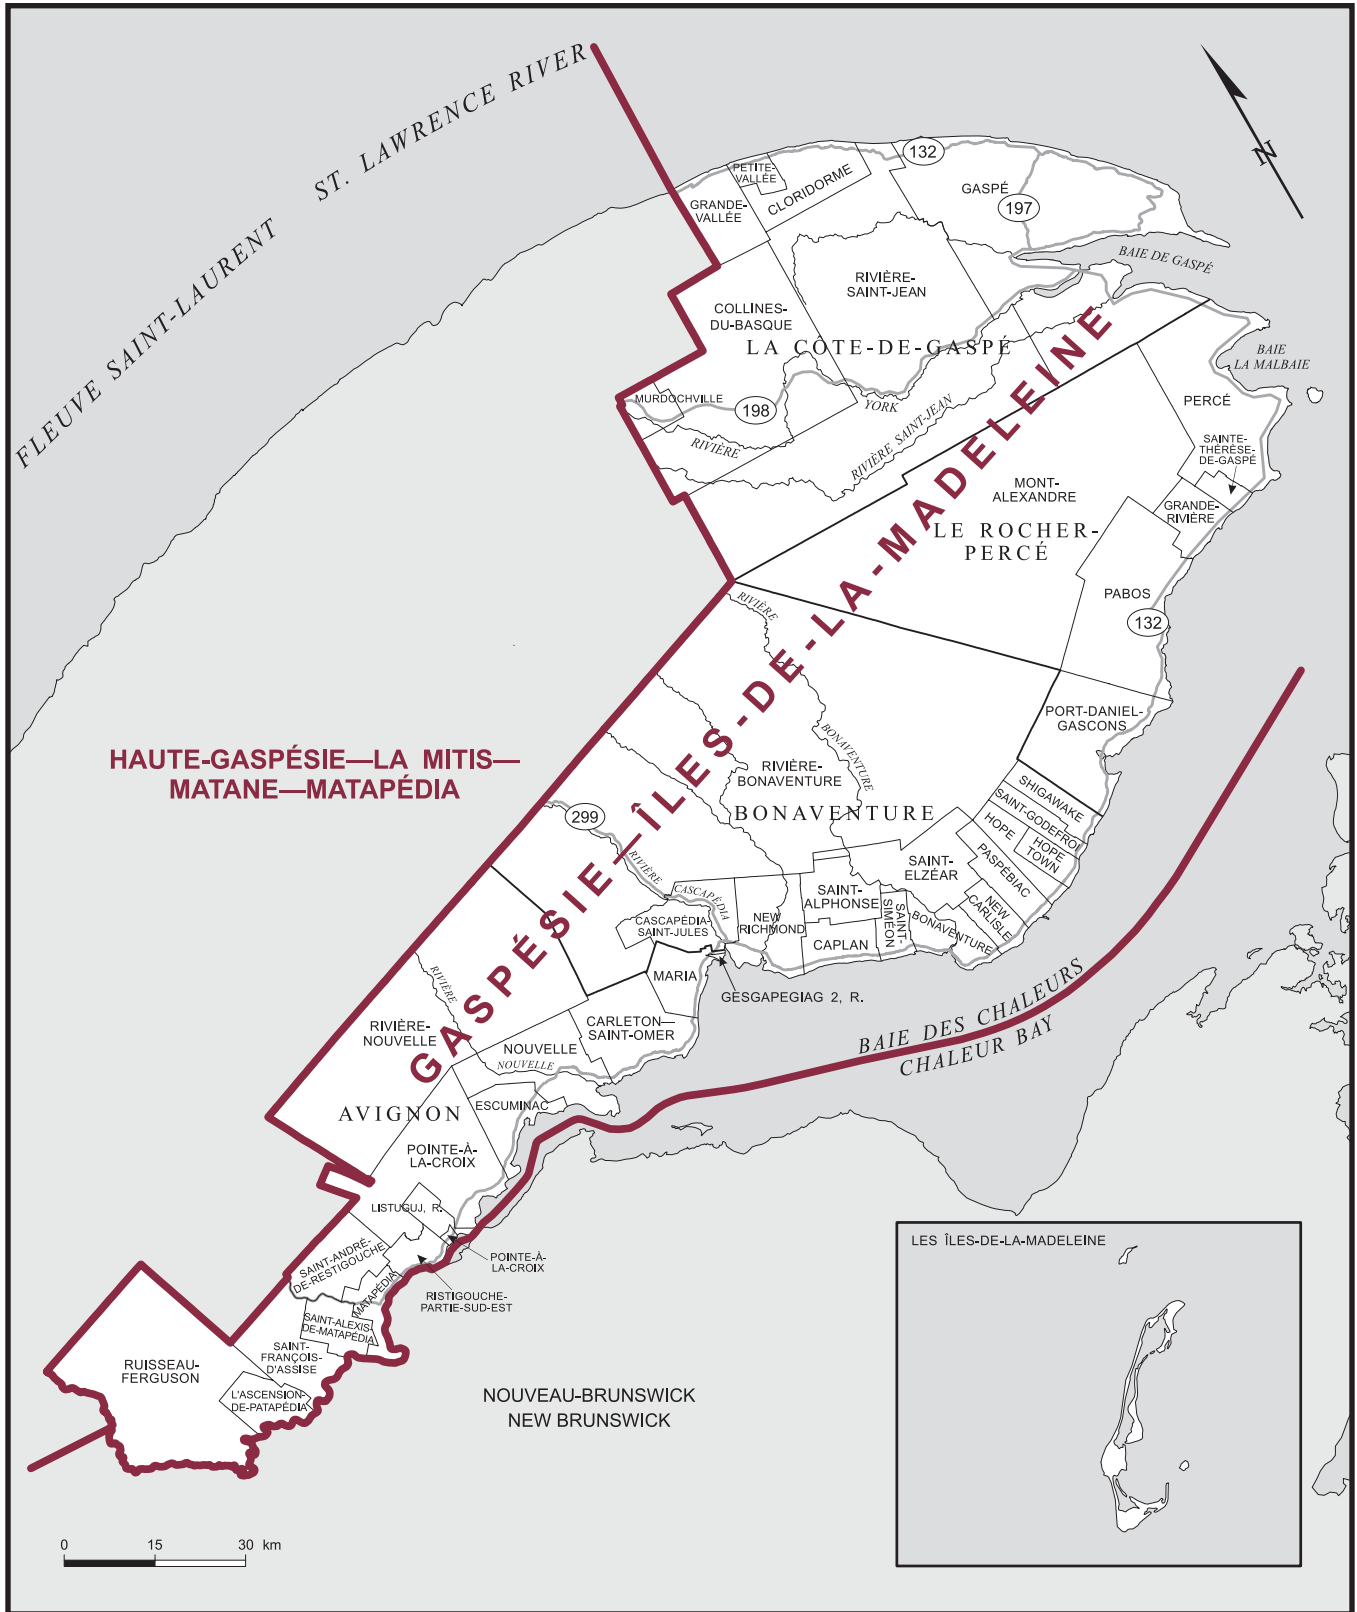 FLEUVE SAINT-LAURENT
ST. LAWRENCE RIVER
N
132
PETITE-
VALLÉE
CLORIDORME
GASPÉ
197
GRANDE-
VALLÉE
BAIE DE GASPÉ
RIVIÈRE-
SAINT-JEAN
COLLINES-
DU-BASQUE
LA CÔTE-DE-GASPÉ
BAIE
LA MALBAIE
MURDOCHVILLE
198
YORK
RIVIÈRE
RIVIÈRE SAINT-JEAN
PERCÉ
SAINTE-
THÉRÈSE-
DE-GASPÉ
MONT-
ALEXANDRE
GRANDE-
RIVIÈRE
LE ROCHER-
PERCÉ
PABOS
132
GASPÉSIE—ÎLES-DE-LA-MADELEINE
RIVIÈRE
BONAVENTURE
PORT-DANIEL-
GASCONS
HAUTE-GASPÉSIE—LA MITIS—
MATANE—MATAPÉDIA
RIVIÈRE-
BONAVENTURE
BONAVENTURE
SHIGAWAKE
SAINT-GODEFROI
HOPE
HOPE
TOWN
PASPÉBIAC
NEW
CARLISLE
299
RIVIÈRE
CASCAPÉDIA
SAINT-
ELZÉAR
SAINT-
ALPHONSE
SAINT-
SIMÉON
BONAVENTURE
NEW
RICHMOND
CAPLAN
CASCAPÉDIA-
SAINT-JULES
MARIA
GESGAPEGIAG 2, R.
RIVIÈRE
NOUVELLE
RIVIÈRE-
NOUVELLE
CARLETON—
SAINT-OMER
NOUVELLE
BAIE DES CHALEURS
CHALEUR BAY
AVIGNON
ESCUMINAC
POINTE-À-
LA-CROIX
LISTUGUJ, R.
POINTE-À-
LA-CROIX
SAINT-ANDRÉ-
DE-RESTIGOUCHE
MATAPÉDIA
RISTIGOUCHE-
PARTIE-SUD-EST
SAINT-ALEXIS-
DE-MATAPÉDIA
SAINT-
FRANÇOIS-
D'ASSISE
RUISSEAU-
FERGUSON
L'ASCENSION-
DE-PATAPÉDIA
NOUVEAU-BRUNSWICK
NEW BRUNSWICK
LES ÎLES-DE-LA-MADELEINE
0 15 30 km